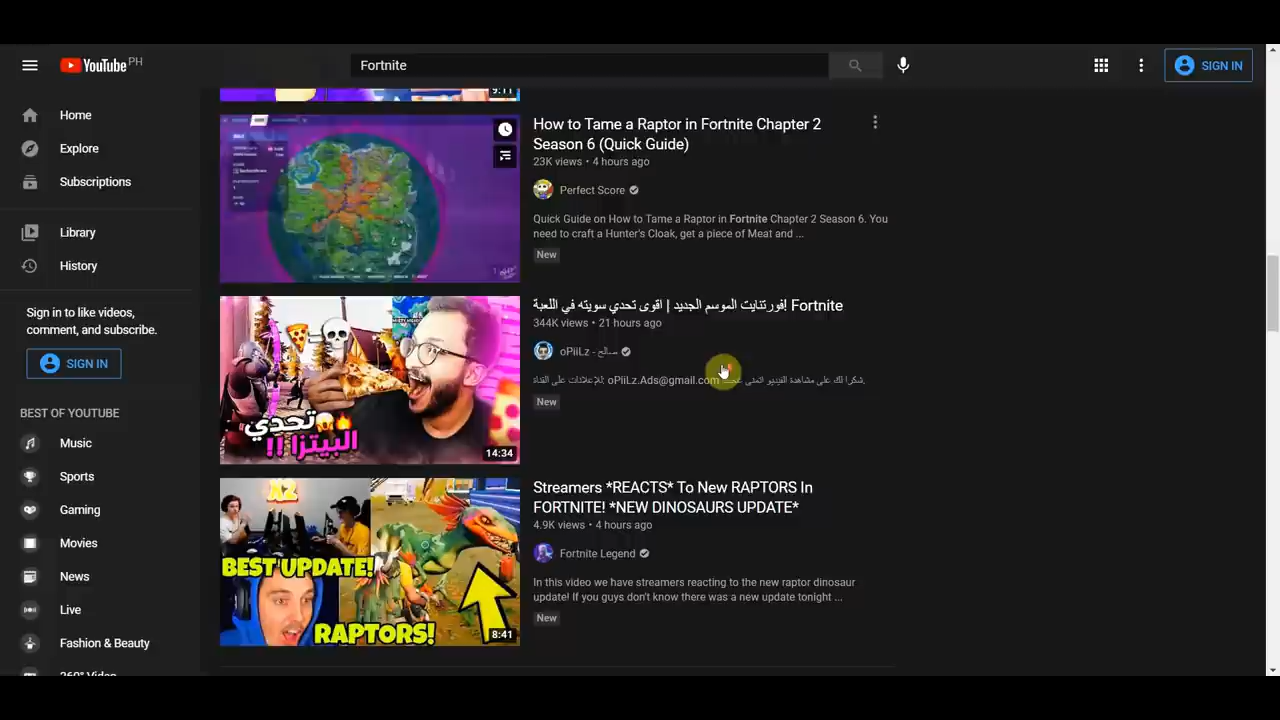 YouTube PH
Fortnite
SIGN IN
Home
Explore
Subscriptions
Library
History
Sign in to like videos,
comment, and subscribe.
SIGN IN
BEST OF YOUTUBE
Music
Sports
Gaming
Movies
News
Live
Fashion & Beauty
360° Video
9:11
How to Tame a Raptor in Fortnite Chapter 2
Season 6 (Quick Guide)
23K views • 4 hours ago
Perfect Score
Quick Guide on How to Tame a Raptor in Fortnite Chapter 2 Season 6. You
need to craft a Hunter's Cloak, get a piece of Meat and ...
New
تحدي
البيتزا !!
14:34
فورتنايت الموسم الجديد | اقوى تحدي سويته في اللعبة! Fortnite
344K views • 21 hours ago
oPiiLz - صالح
شكرا لك على مشاهدة الفيديو اتمنى للإعلانات على القناة: oPiiLz.Ads@gmail.com
New
X2
BEST UPDATE!
RAPTORS!
8:41
Streamers *REACTS* To New RAPTORS In
FORTNITE! *NEW DINOSAURS UPDATE*
4.9K views • 4 hours ago
Fortnite Legend
In this video we have streamers reacting to the new raptor dinosaur
update! If you guys don't know there was a new update tonight ...
New